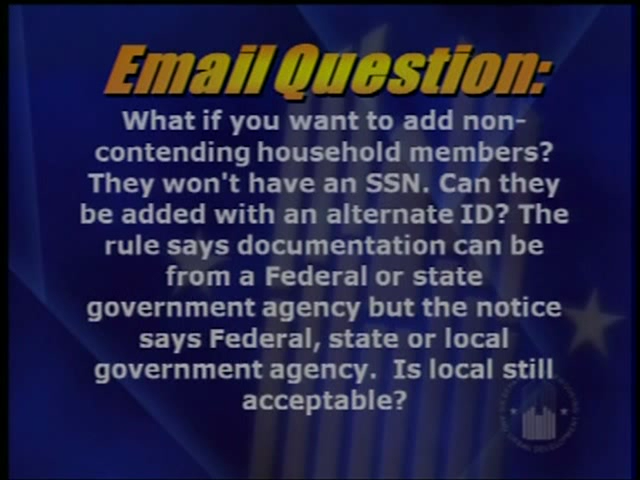 Email Question:
What if you want to add non-
contending household members?
They won't have an SSN. Can they
be added with an alternate ID? The
rule says documentation can be
from a Federal or state
government agency but the notice
says Federal, state or local
government agency.  Is local still
acceptable?